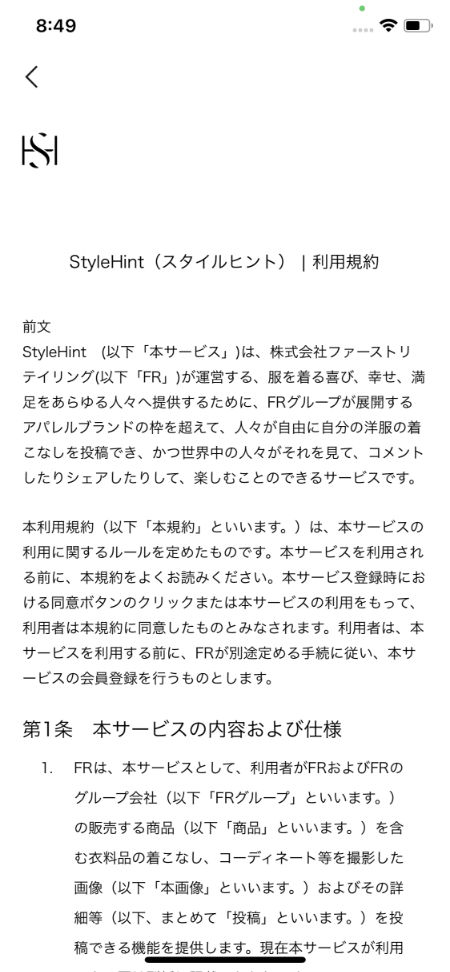 8:49
StyleHint（スタイルヒント） | 利用規約
前文
StyleHint　(以下「本サービス」)は、株式会社ファーストリ
テイリング(以下「FR」)が運営する、服を着る喜び、幸せ、満
足をあらゆる人々へ提供するために、FRグループが展開する
アパレルブランドの枠を超えて、人々が自由に自分の洋服の着
こなしを投稿でき、かつ世界中の人々がそれを見て、コメント
したりシェアしたりして、楽しむことのできるサービスです。
本利用規約（以下「本規約」といいます。）は、本サービスの
利用に関するルールを定めたものです。本サービスを利用され
る前に、本規約をよくお読みください。本サービス登録時にお
ける同意ボタンのクリックまたは本サービスの利用をもって、
利用者は本規約に同意したものとみなされます。利用者は、本
サービスを利用する前に、FRが別途定める手続に従い、本サ
ービスの会員登録を行うものとします。
第1条　本サービスの内容および仕様
1. FRは、本サービスとして、利用者がFRおよびFRの
グループ会社（以下「FRグループ」といいます。）
の販売する商品（以下「商品」といいます。）を含
む衣料品の着こなし、コーディネート等を撮影した
画像（以下「本画像」といいます。）およびその詳
細等（以下、まとめて「投稿」といいます。）を投
稿できる機能を提供します。現在本サービスが利用